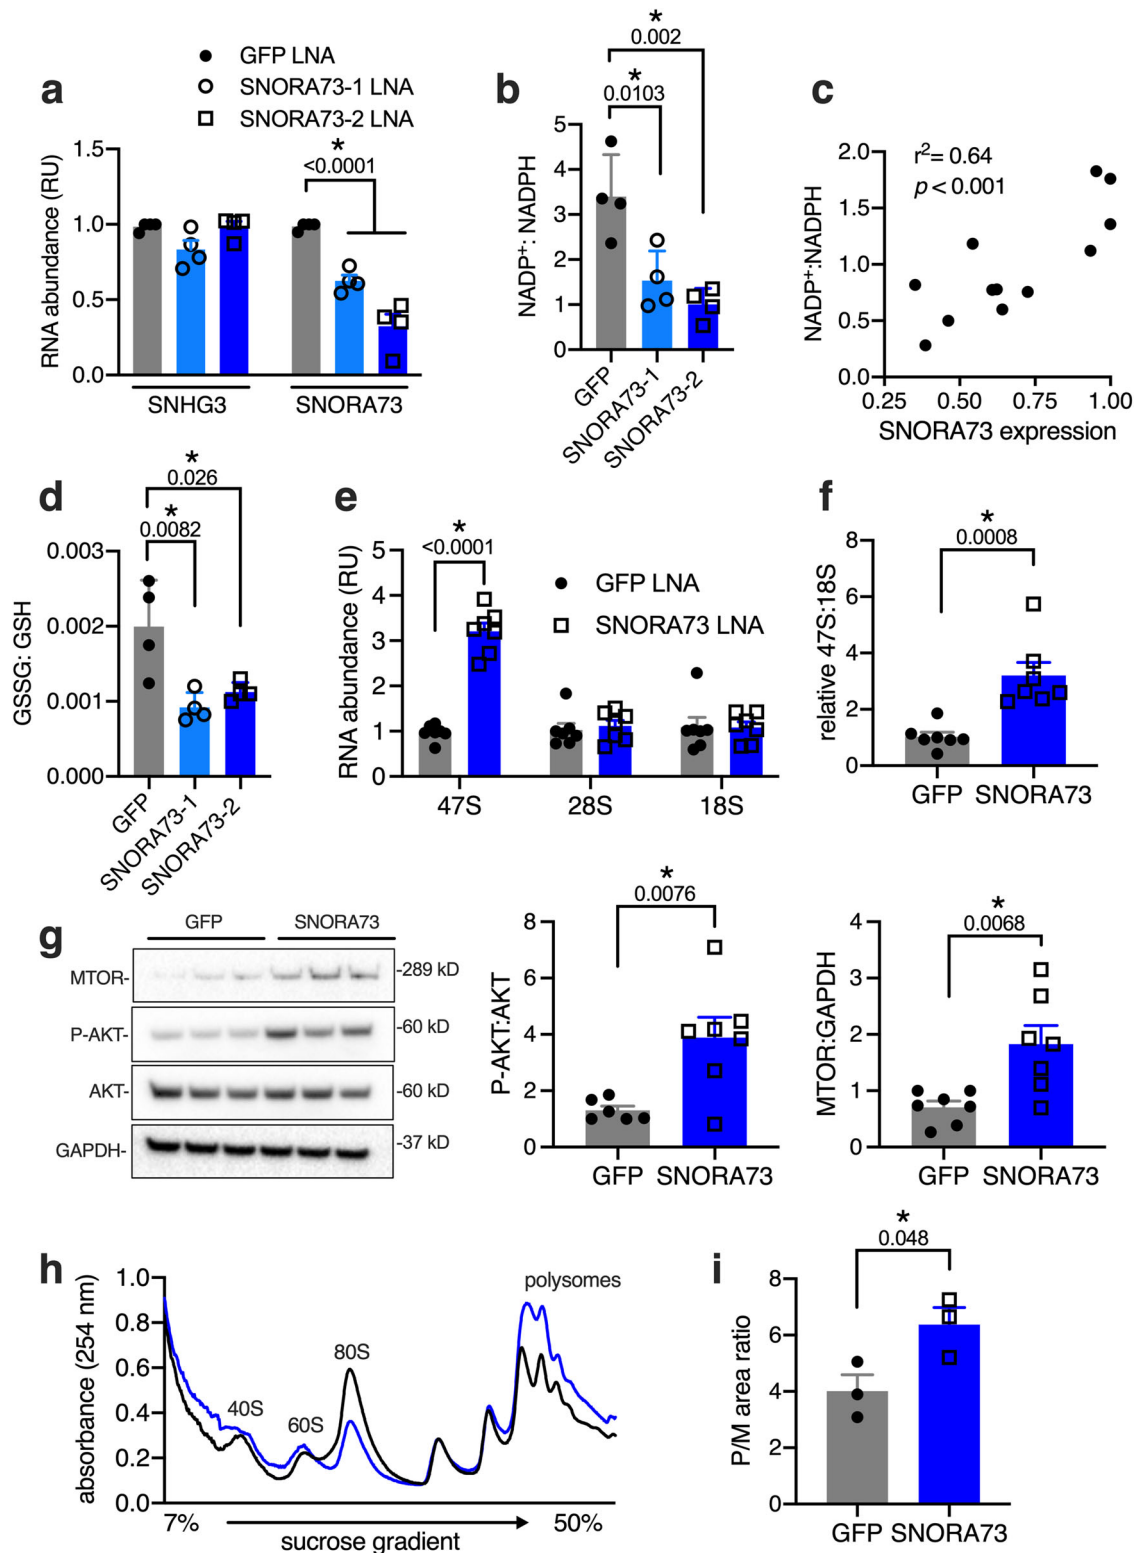 a
GFP LNA
SNORA73-1 LNA
SNORA73-2 LNA
*
<0.0001
RNA abundance (RU)
1.5
1.0
0.5
0.0
SNHG3
SNORA73
b
*
0.002
*
0.0103
NADP+: NADPH
5
4
3
2
1
0
GFP
SNORA73-1
SNORA73-2
c
r2= 0.64
p < 0.001
NADP+:NADPH
2.0
1.5
1.0
0.5
0.0
0.25 0.50 0.75 1.00
SNORA73 expression
d
*
0.026
*
0.0082
GSSG: GSH
0.003
0.002
0.001
0.000
GFP
SNORA73-1
SNORA73-2
e
*
<0.0001
GFP LNA
SNORA73 LNA
RNA abundance (RU)
5
4
3
2
1
0
47S 28S 18S
f
*
0.0008
relative 47S:18S
8
6
4
2
0
GFP SNORA73
g
GFP SNORA73
MTOR- -289 kD
P-AKT- -60 kD
AKT- -60 kD
GAPDH- -37 kD
*
0.0076
P-AKT:AKT
8
6
4
2
0
GFP SNORA73
*
0.0068
MTOR:GAPDH
4
3
2
1
0
GFP SNORA73
h
absorbance (254 nm)
1.0
0.8
0.6
0.4
0.2
0.0
40S
60S
80S
polysomes
7% 50%
sucrose gradient
i
*
0.048
P/M area ratio
8
6
4
2
0
GFP SNORA73